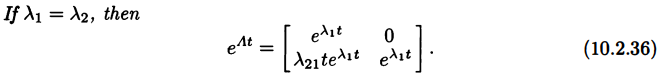 If λ₁ = λ₂, then
e^{Λt} = [ e^{λ₁t} 0 ; λ₂₁te^{λ₁t} e^{λ₁t} ]. (10.2.36)